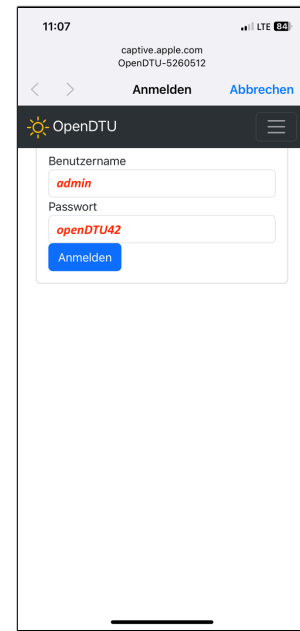 11:07
LTE 84
captive.apple.com
OpenDTU-5260512
Anmelden Abbrechen
OpenDTU
Benutzername
admin
Passwort
openDTU42
Anmelden